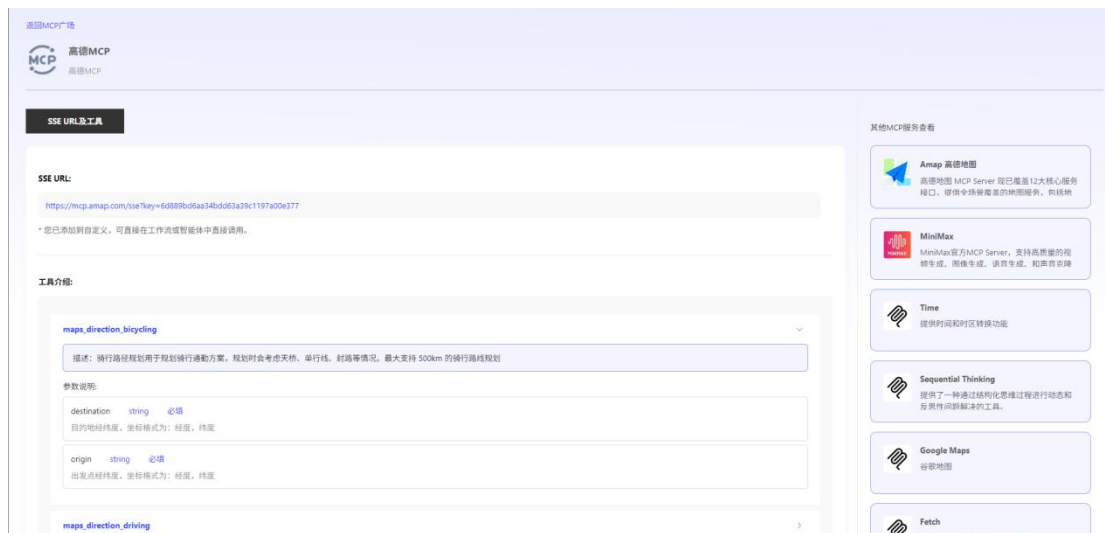 返回MCP广场
MCP
高德MCP
高德MCP
SSE URL及工具
SSE URL:
https://mcp.amap.com/sse?key=6d889bd6aa34bdd63a39c1197a00e377
* 您已添加到自定义，可直接在工作流或智能体中直接调用。
工具介绍:
maps_direction_bicycling
描述：骑行路径规划用于规划骑行通勤方案，规划时会考虑天桥、单行线、封路等情况。最大支持 500km 的骑行路线规划
参数说明:
destination string 必填
目的地经纬度，坐标格式为：经度，纬度
origin string 必填
出发点经纬度，坐标格式为：经度，纬度
maps_direction_driving
其他MCP服务查看
Amap 高德地图
高德地图 MCP Server 现已覆盖12大核心服务
接口，提供全场景覆盖的地图服务，包括地
MINIMAX
MiniMax
MiniMax官方MCP Server，支持高质量的视
频生成、图像生成、语音生成、和声音克隆
Time
提供时间和时区转换功能
Sequential Thinking
提供了一种通过结构化思维过程进行动态和
反思性问题解决的工具。
Google Maps
谷歌地图
Fetch